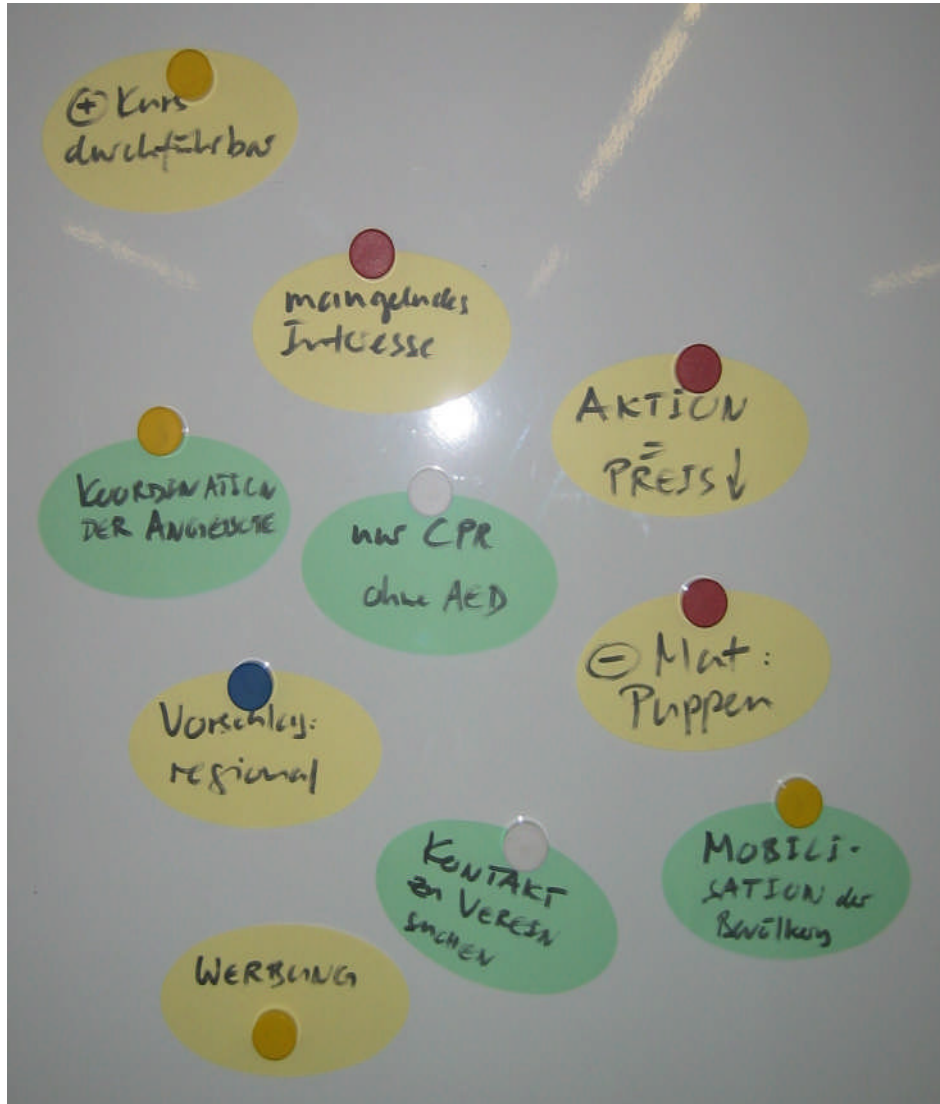 ⊕ Kurs
durchführbar
mangelndes
Interesse
AKTION
=
PREIS↓
KOORDINATION
DER ANGEBOTE
nur CPR
ohne AED
⊖ Mat:
Puppen
Vorschlag:
regional
KONTAKT
zu VEREIN
SUCHEN
MOBILI-
SATION der
Bevölkerg
WERBUNG